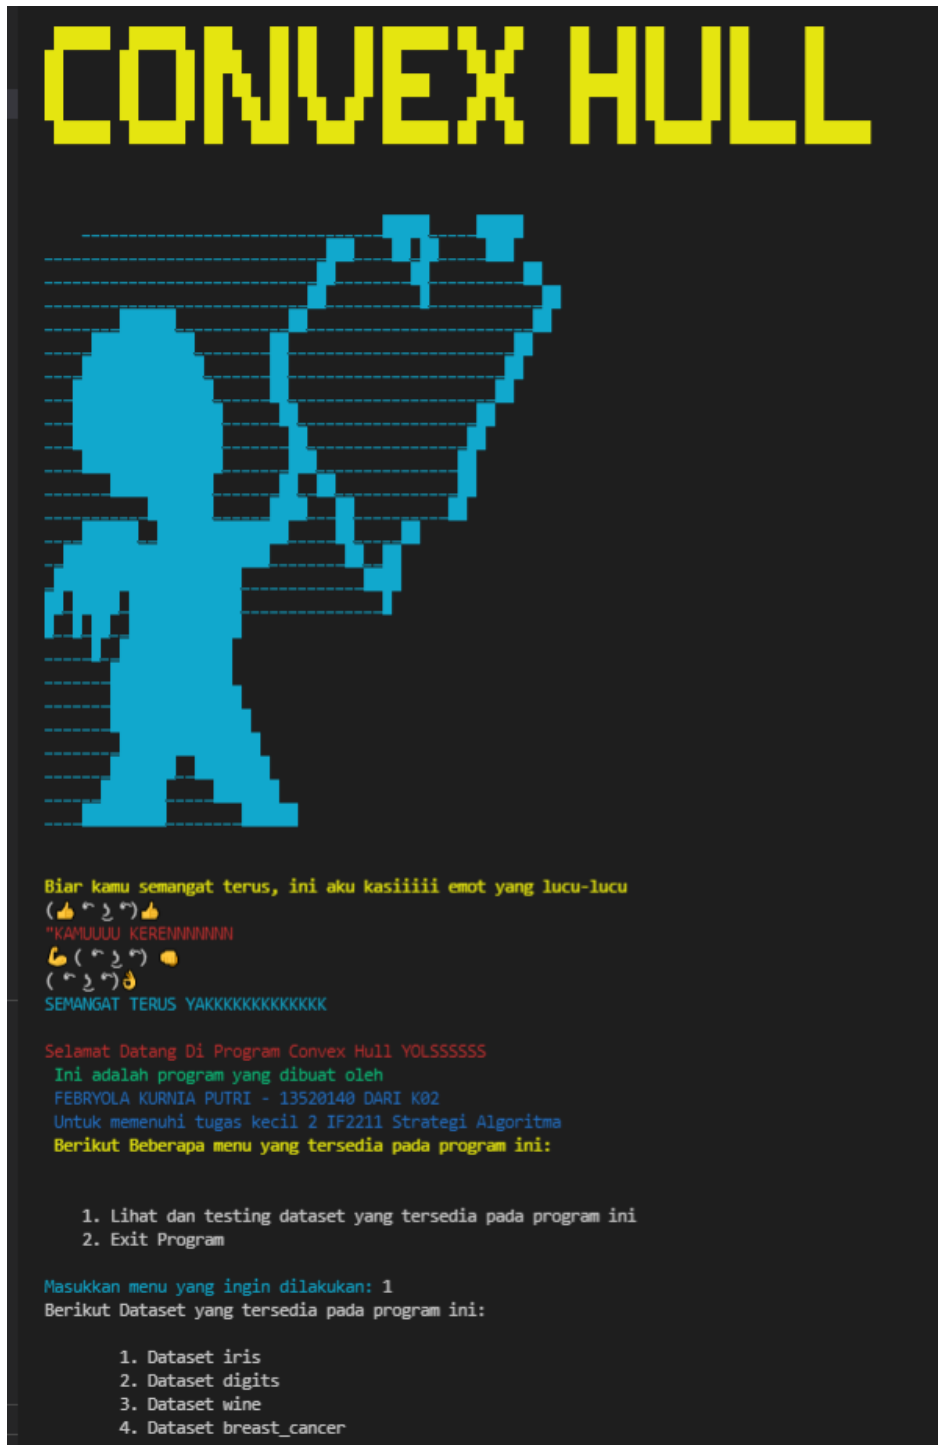 CONVEX HULL
Biar kamu semangat terus, ini aku kasiiiii emot yang lucu-lucu
(👍 ͡° ͜ʖ ͡°)👍
"KAMUUUU KERENNNNNNN
💪( ͡° ͜ʖ ͡°) 👊
( ͡° ͜ʖ ͡°)👌
SEMANGAT TERUS YAKKKKKKKKKKKKK
Selamat Datang Di Program Convex Hull YOLSSSSSS
Ini adalah program yang dibuat oleh
FEBRYOLA KURNIA PUTRI - 13520140 DARI K02
Untuk memenuhi tugas kecil 2 IF2211 Strategi Algoritma
Berikut Beberapa menu yang tersedia pada program ini:
1. Lihat dan testing dataset yang tersedia pada program ini
2. Exit Program
Masukkan menu yang ingin dilakukan: 1
Berikut Dataset yang tersedia pada program ini:
1. Dataset iris
2. Dataset digits
3. Dataset wine
4. Dataset breast_cancer